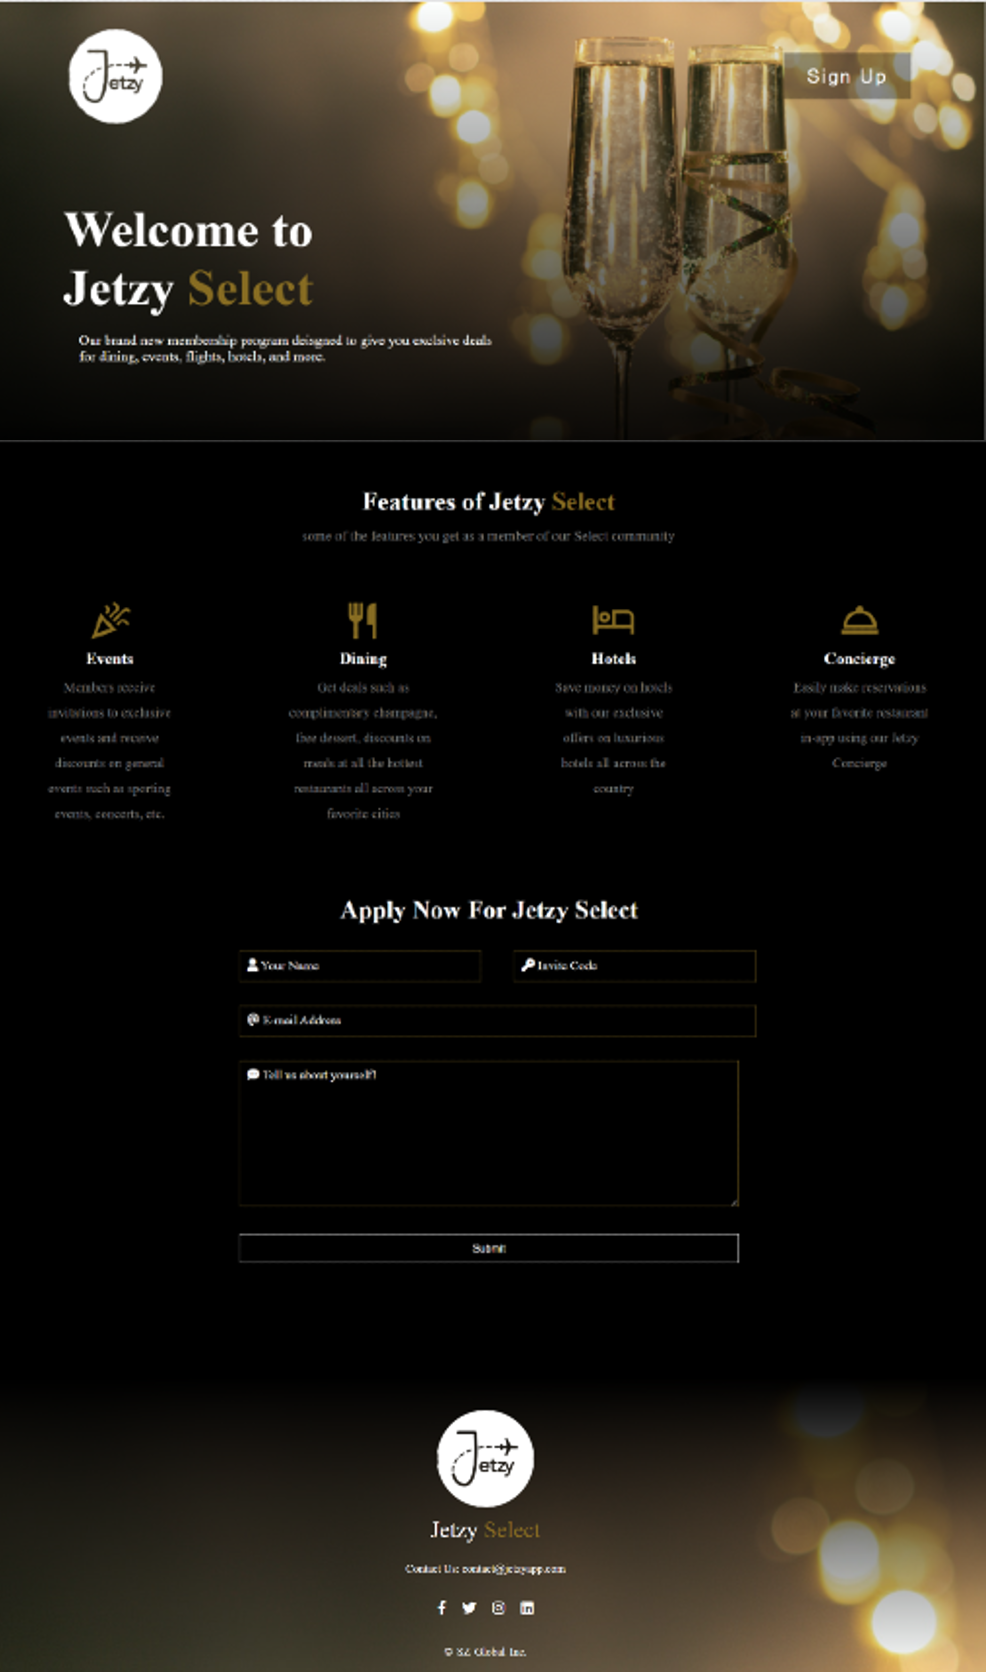 Jetzy
Sign Up
Welcome to
Jetzy Select
Our brand new membership program deisgned to give you exclsive deals
for dining, events, flights, hotels, and more.
Features of Jetzy Select
some of the features you get as a member of our Select community
Events
Members receive
invitations to exclusive
events and receive
discounts on general
events such as sporting
events, concerts, etc.
Dining
Get deals such as
complimentary champagne,
free dessert, discounts on
meals at all the hottest
restaurants all across your
favorite cities
Hotels
Save money on hotels
with our exclusive
offers on luxurious
hotels all across the
country
Concierge
Easily make reservations
at your favorite restaurant
in-app using our Jetzy
Concierge
Apply Now For Jetzy Select
Your Name
Invite Code
E-mail Address
Tell us about yourself!
Submit
Jetzy
Jetzy Select
Contact Us: contact@jetzyapp.com
© SZ Global Inc.